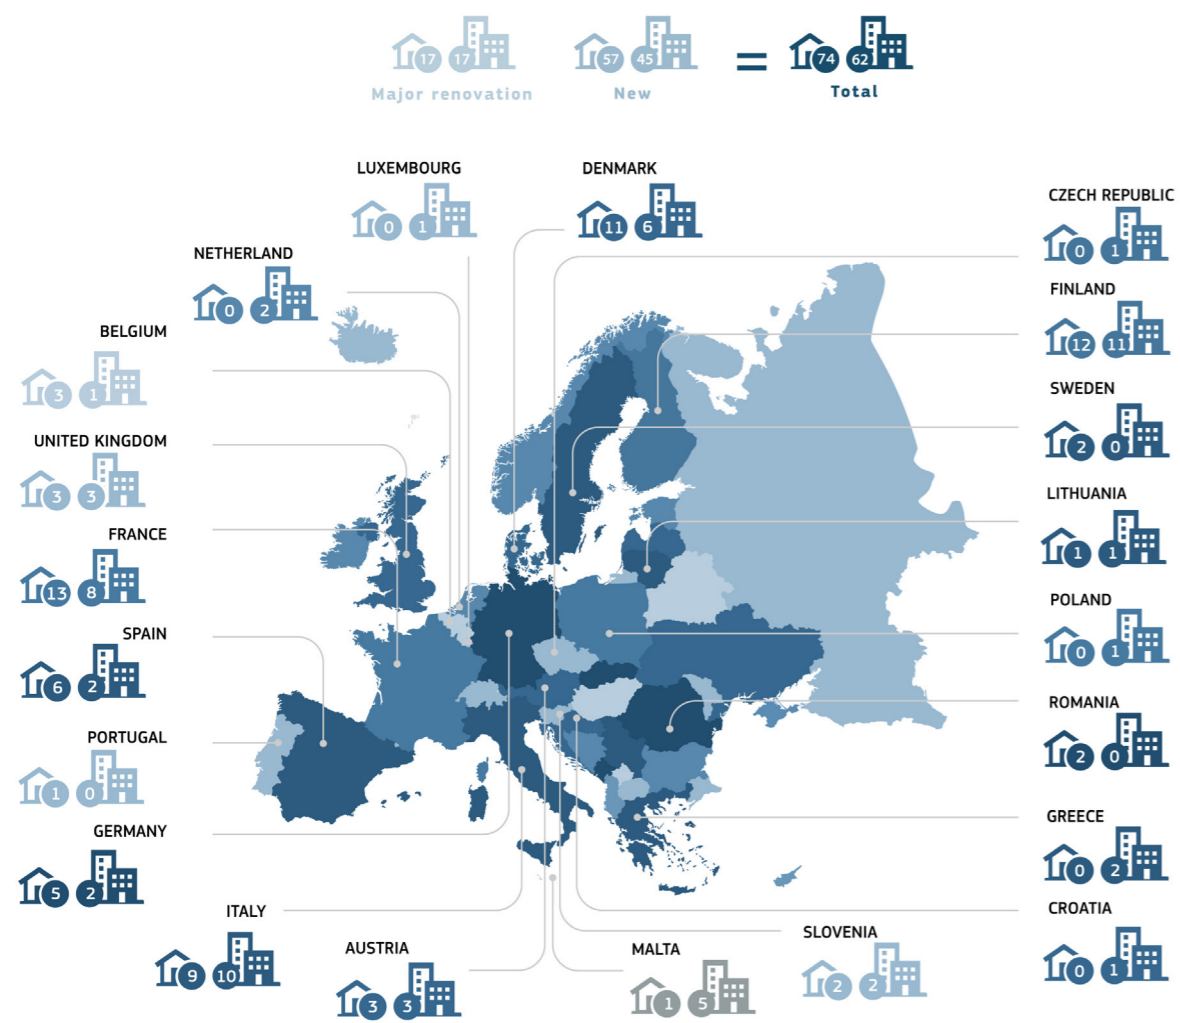 17 17 57 45 = 74 62
Major renovation New Total
LUXEMBOURG
0 1
DENMARK
11 6
CZECH REPUBLIC
0 1
NETHERLAND
0 2
FINLAND
12 11
BELGIUM
3 1
SWEDEN
2 0
UNITED KINGDOM
3 3
LITHUANIA
1 1
FRANCE
13 8
POLAND
0 1
SPAIN
6 2
ROMANIA
2 0
PORTUGAL
1 0
GREECE
0 2
GERMANY
5 2
CROATIA
0 1
ITALY
9 10
AUSTRIA
3 3
MALTA
1 5
SLOVENIA
2 2